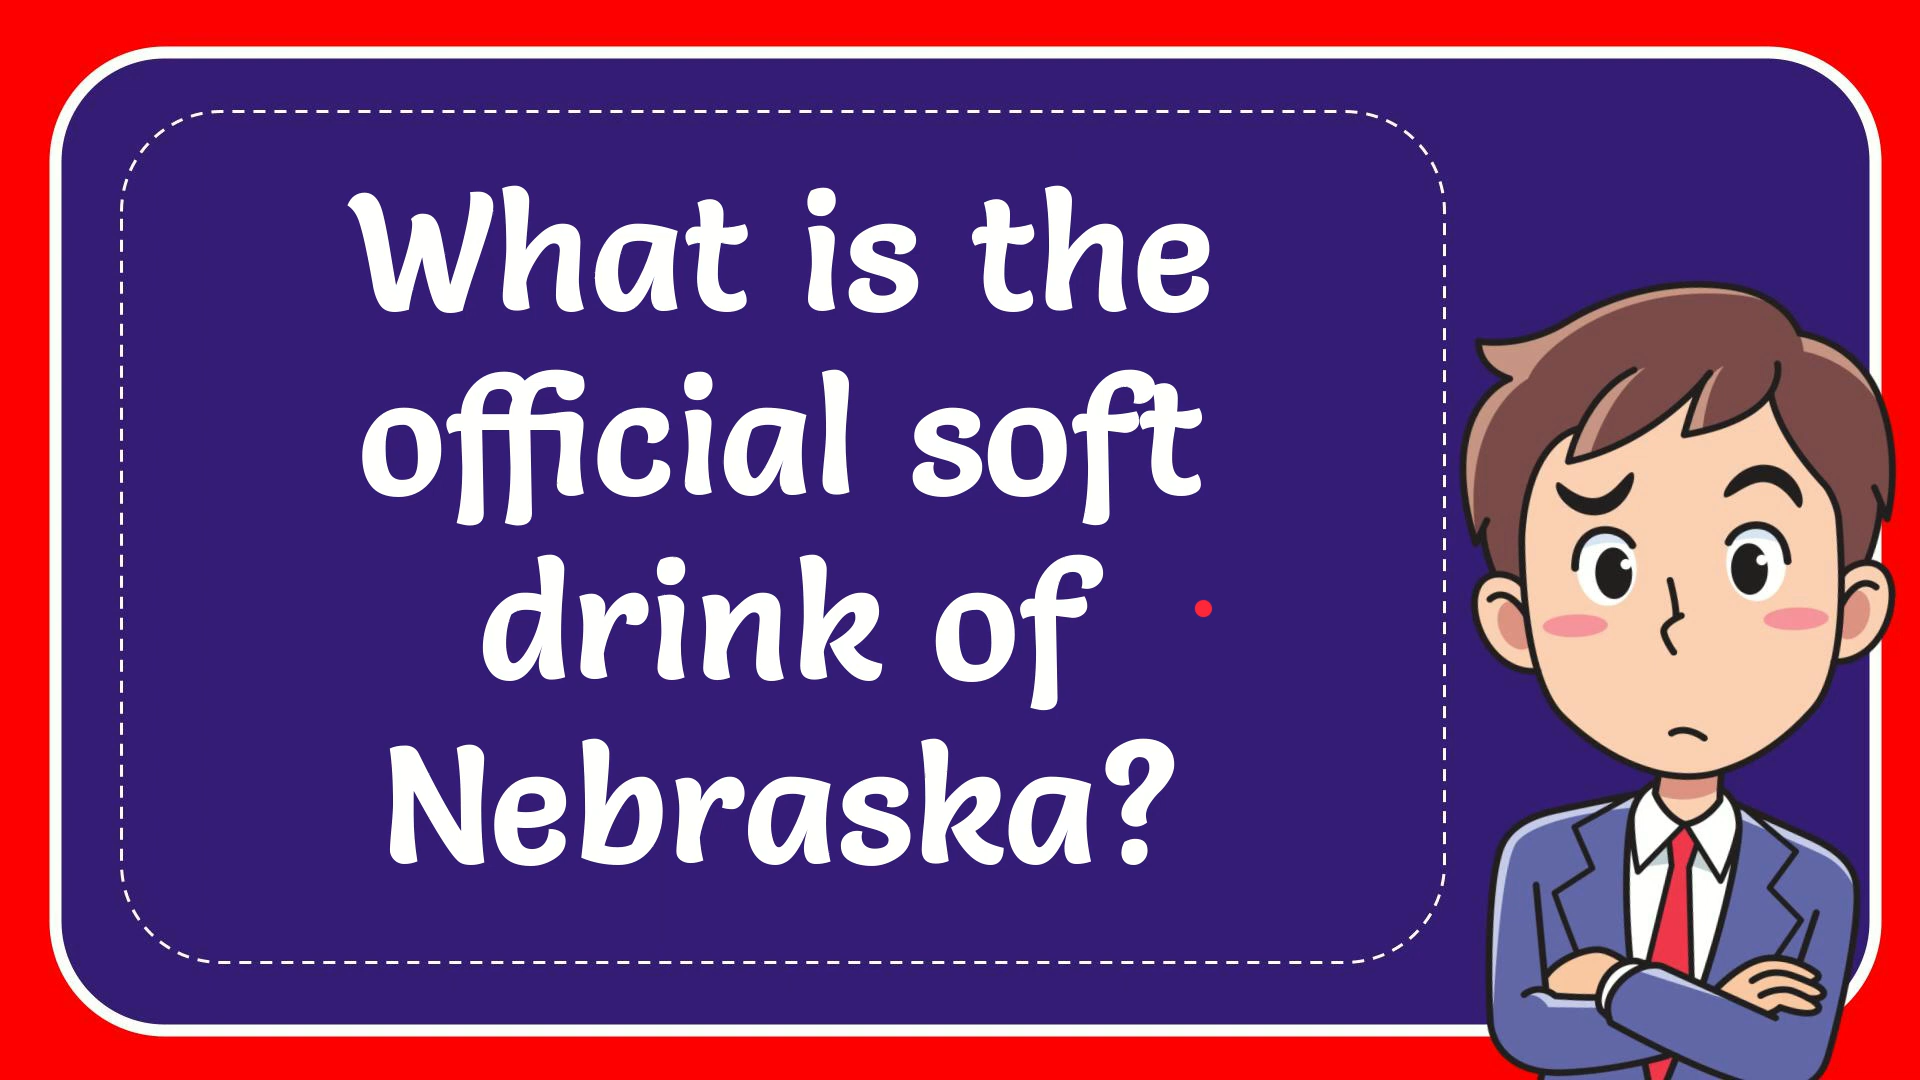 What is the
official soft
drink of
Nebraska?